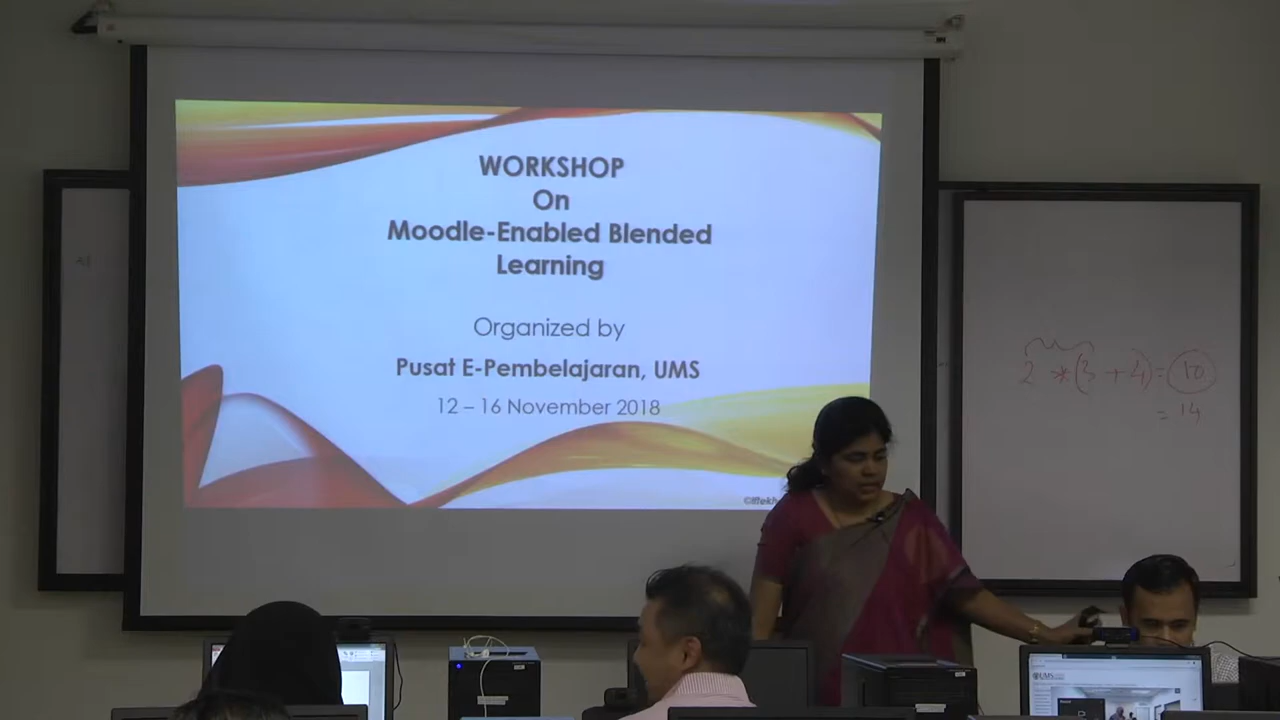 WORKSHOP
On
Moodle-Enabled Blended
Learning
Organized by
Pusat E-Pembelajaran, UMS
12 – 16 November 2018
2 * (3 + 4) = 10
= 14
UMS